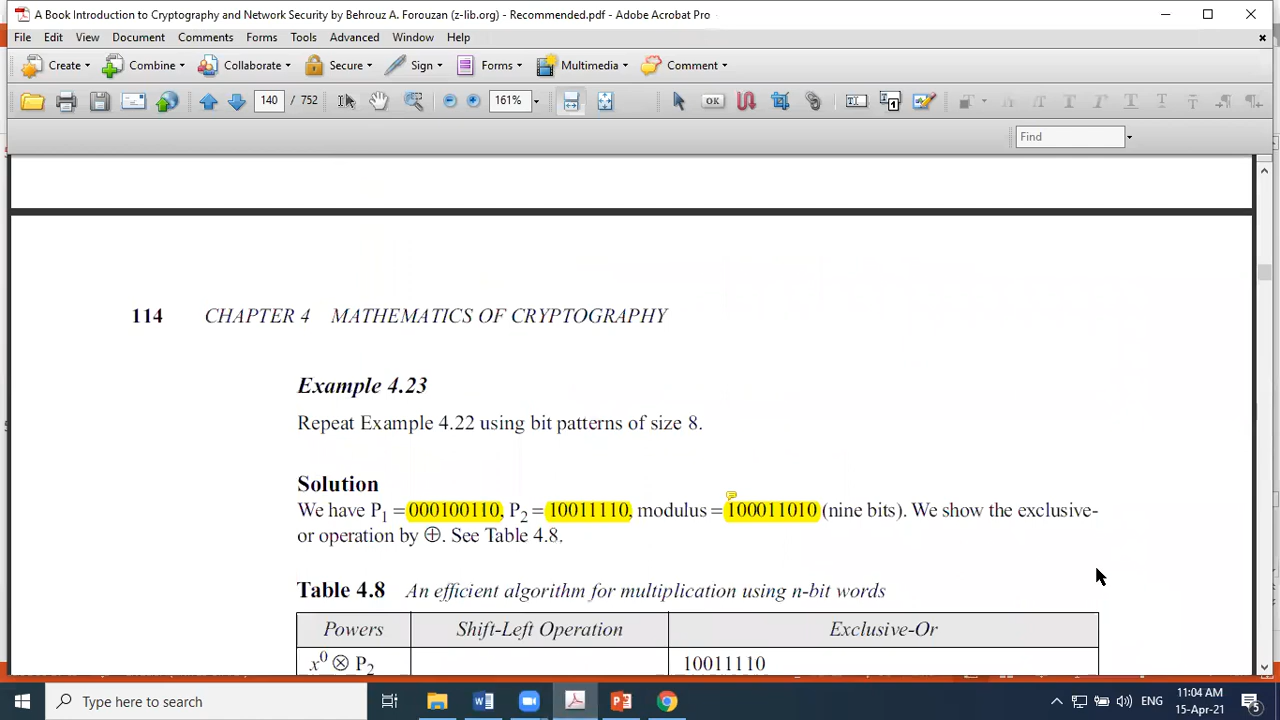 A Book Introduction to Cryptography and Network Security by Behrouz A. Forouzan (z-lib.org) - Recommended.pdf - Adobe Acrobat Pro
File Edit View Document Comments Forms Tools Advanced Window Help
Create Combine Collaborate Secure Sign Forms Multimedia Comment
140 / 752 161%
Find
114 CHAPTER 4 MATHEMATICS OF CRYPTOGRAPHY
Example 4.23
Repeat Example 4.22 using bit patterns of size 8.
Solution
We have P1 = 000100110, P2 = 10011110, modulus = 100011010 (nine bits). We show the exclusive-
or operation by ⊕. See Table 4.8.
Table 4.8 An efficient algorithm for multiplication using n-bit words
Powers Shift-Left Operation Exclusive-Or
x⁰ ⊗ P2 10011110
Type here to search
ENG
11:04 AM
15-Apr-21
5